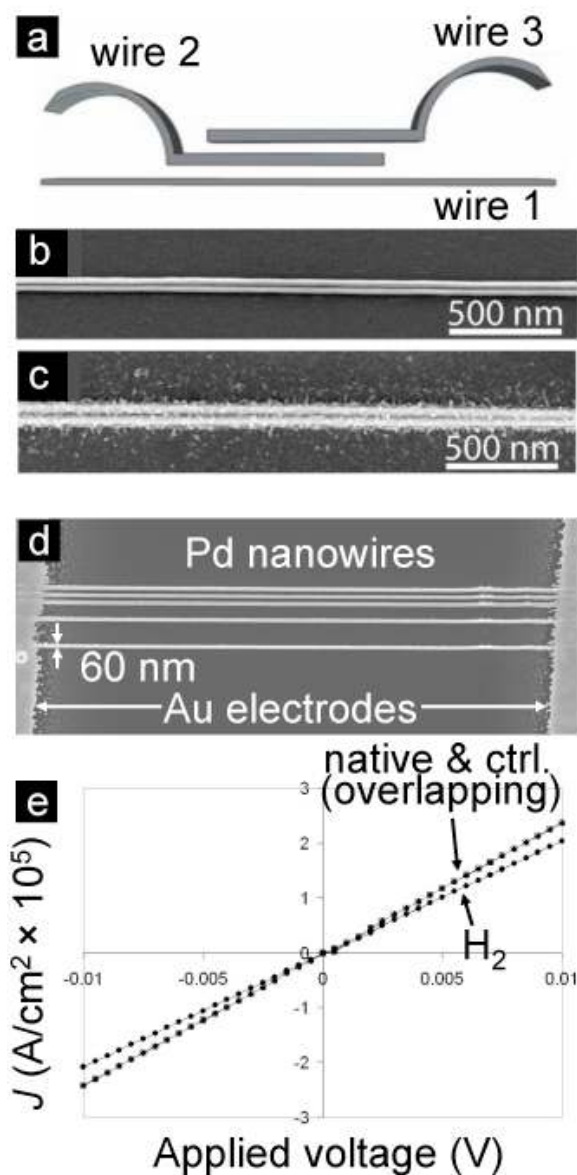 a
wire 2
wire 3
wire 1
b
500 nm
c
500 nm
d
Pd nanowires
60 nm
Au electrodes
e
native & ctrl.
(overlapping)
H₂
3
2
1
0
-0.01
-0.005
0
0.005
0.01
-1
-2
-3
J (A/cm² × 10⁵)
Applied voltage (V)